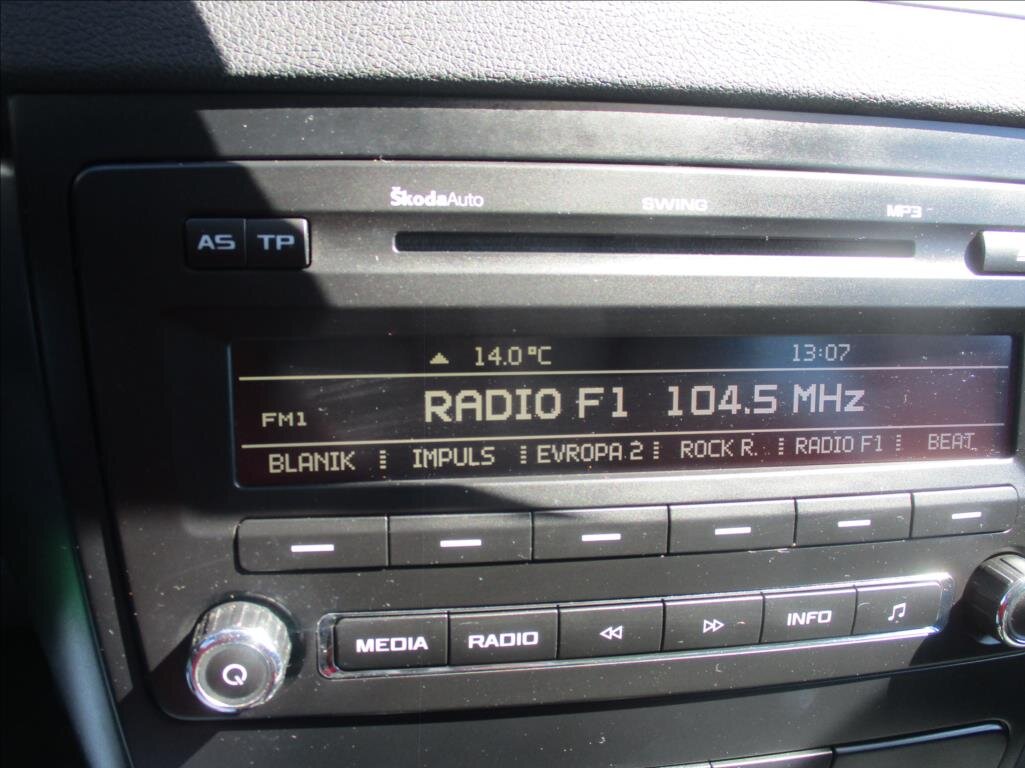 ŠkodaAuto SWING MP3
AS TP
14.0 °C 13:07
FM1 RADIO F1 104.5 MHz
BLANIK IMPULS EVROPA 2 ROCK R. RADIO F1 BEAT
MEDIA RADIO INFO